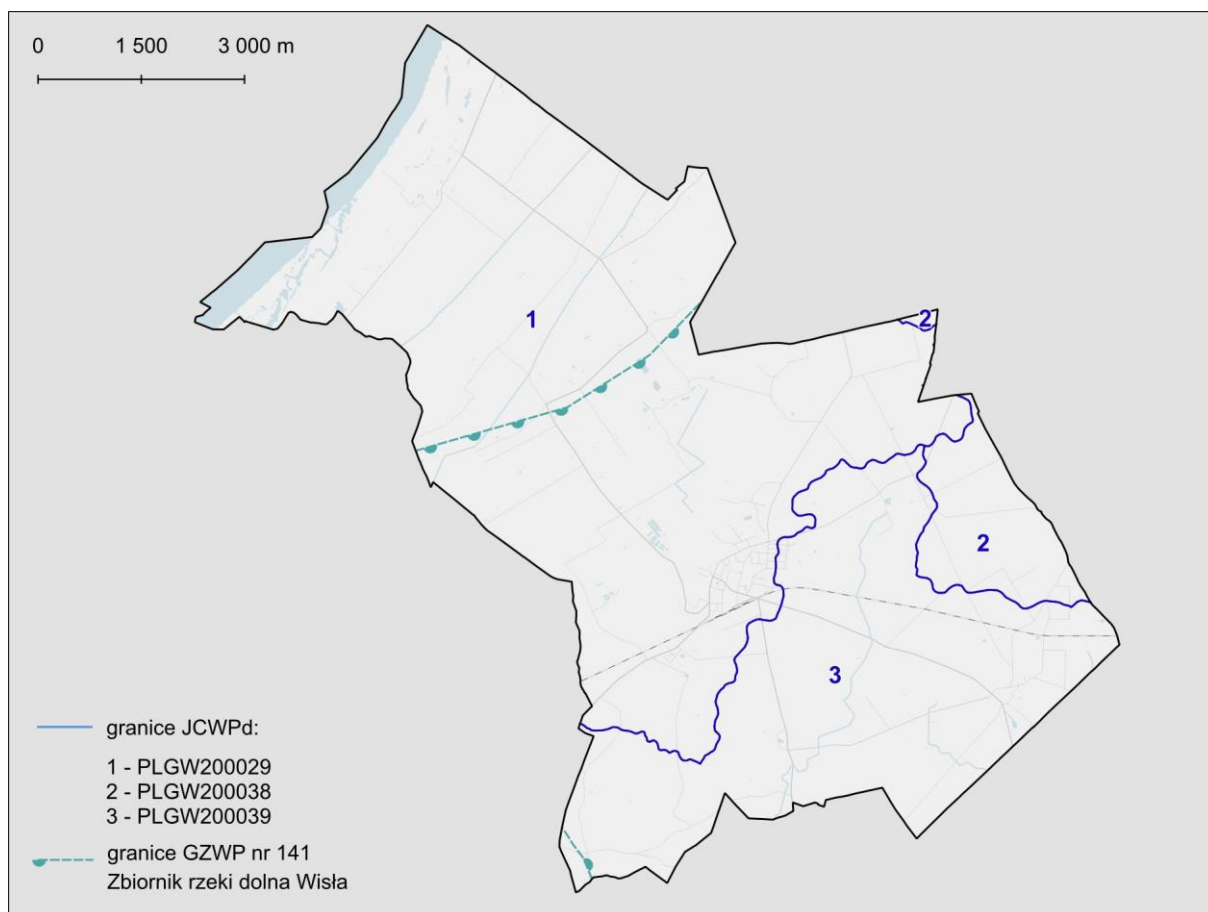 0 1 500 3 000 m
1
2
2
3
granice JCWPd:
1 - PLGW200029
2 - PLGW200038
3 - PLGW200039
granice GZWP nr 141
Zbiornik rzeki dolna Wisła